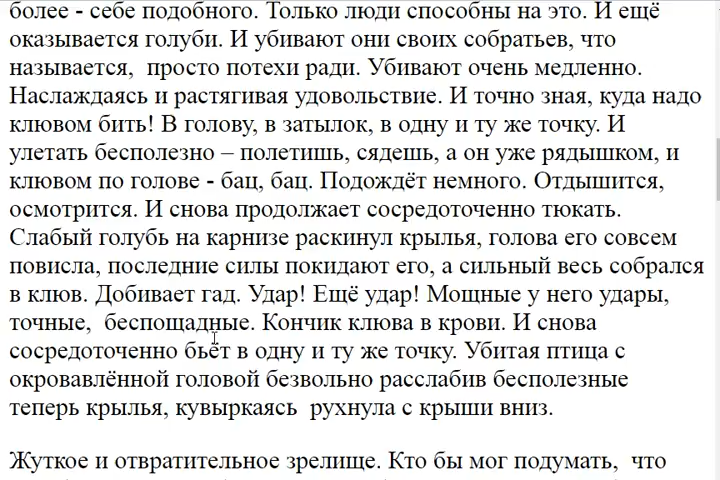 более - себе подобного. Только люди способны на это. И ещё
оказывается голуби. И убивают они своих собратьев, что
называется,  просто потехи ради. Убивают очень медленно.
Наслаждаясь и растягивая удовольствие. И точно зная, куда надо
клювом бить! В голову, в затылок, в одну и ту же точку. И
улетать бесполезно – полетишь, сядешь, а он уже рядышком, и
клювом по голове - бац, бац. Подождёт немного. Отдышится,
осмотрится. И снова продолжает сосредоточенно тюкать.
Слабый голубь на карнизе раскинул крылья, голова его совсем
повисла, последние силы покидают его, а сильный весь собрался
в клюв. Добивает гад. Удар! Ещё удар! Мощные у него удары,
точные,  беспощадные. Кончик клюва в крови. И снова
сосредоточенно бьёт в одну и ту же точку. Убитая птица с
окровавлённой головой безвольно расслабив бесполезные
теперь крылья, кувыркаясь  рухнула с крыши вниз.
Жуткое и отвратительное зрелище. Кто бы мог подумать,  что